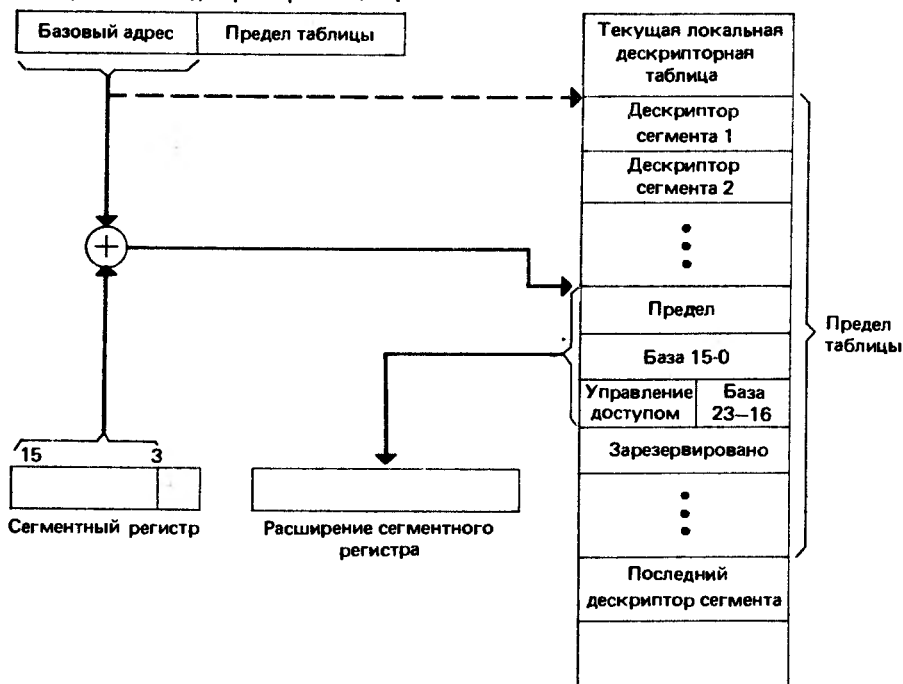 Базовый адрес
Предел таблицы
Текущая локальная
дескрипторная
таблица
Дескриптор
сегмента 1
Дескриптор
сегмента 2
Предел
База 15-0
Управление
доступом
База
23—16
Зарезервировано
Последний
дескриптор сегмента
Предел
таблицы
15
3
Сегментный регистр
Расширение сегментного
регистра